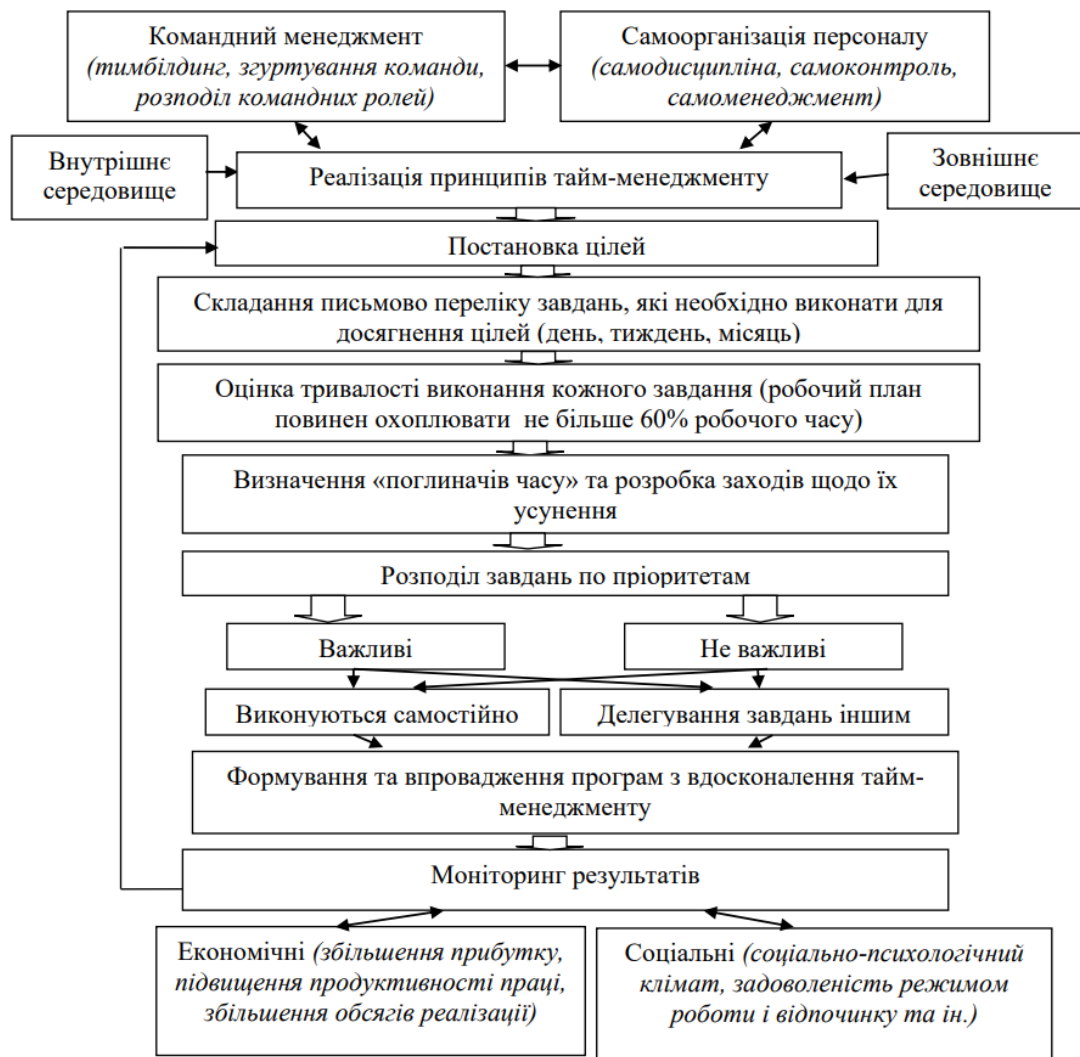 Командний менеджмент
(тимбілдинг, згуртування команди,
розподіл командних ролей)
Самоорганізація персоналу
(самодисципліна, самоконтроль,
самоменеджмент)
Внутрішнє
середовище
Реалізація принципів тайм-менеджменту
Зовнішнє
середовище
Постановка цілей
Складання письмово переліку завдань, які необхідно виконати для
досягнення цілей (день, тиждень, місяць)
Оцінка тривалості виконання кожного завдання (робочий план
повинен охоплювати не більше 60% робочого часу)
Визначення «поглиначів часу» та розробка заходів щодо їх
усунення
Розподіл завдань по пріоритетам
Важливі
Не важливі
Виконуються самостійно
Делегування завдань іншим
Формування та впровадження програм з вдосконалення тайм-
менеджменту
Моніторинг результатів
Економічні (збільшення прибутку,
підвищення продуктивності праці,
збільшення обсягів реалізації)
Соціальні (соціально-психологічний
клімат, задоволеність режимом
роботи і відпочинку та ін.)